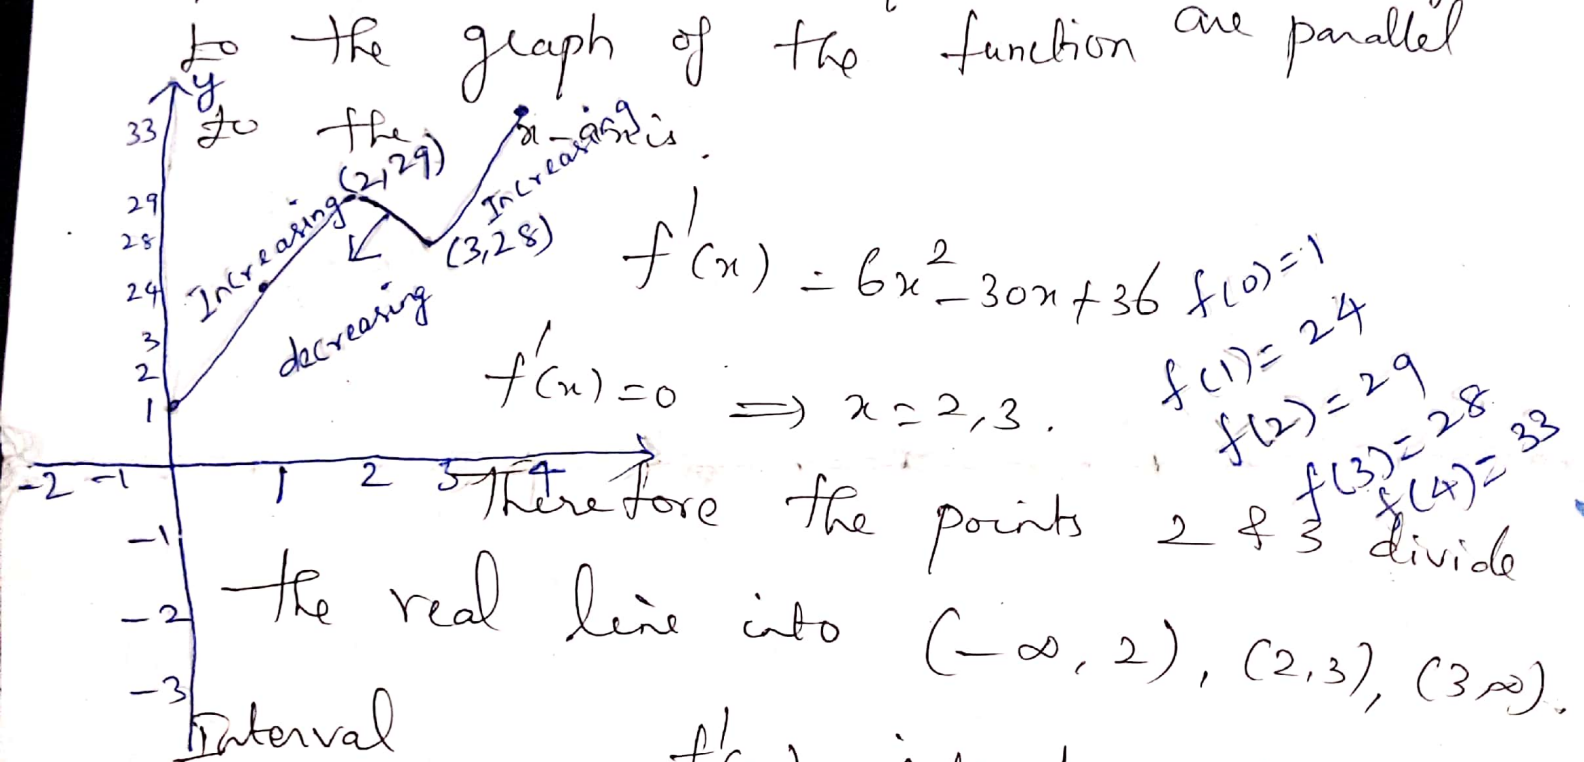 to the graph of the function are parallel
to the x-axis.
y
33
29
28
24
3
2
1
-2 -1 1 2 3 4
-1
-2
-3
Increasing
(2,29)
decreasing
(3,28)
Increasing
f'(x) = 6x²-30x+36
f(0)=1
f(1)=24
f(2)=29
f(3)=28
f(4)=33
f'(x)=0 ⟹ x=2,3.
Therefore the points 2 & 3 divide
the real line into (-∞,2), (2,3), (3∞).
Interval